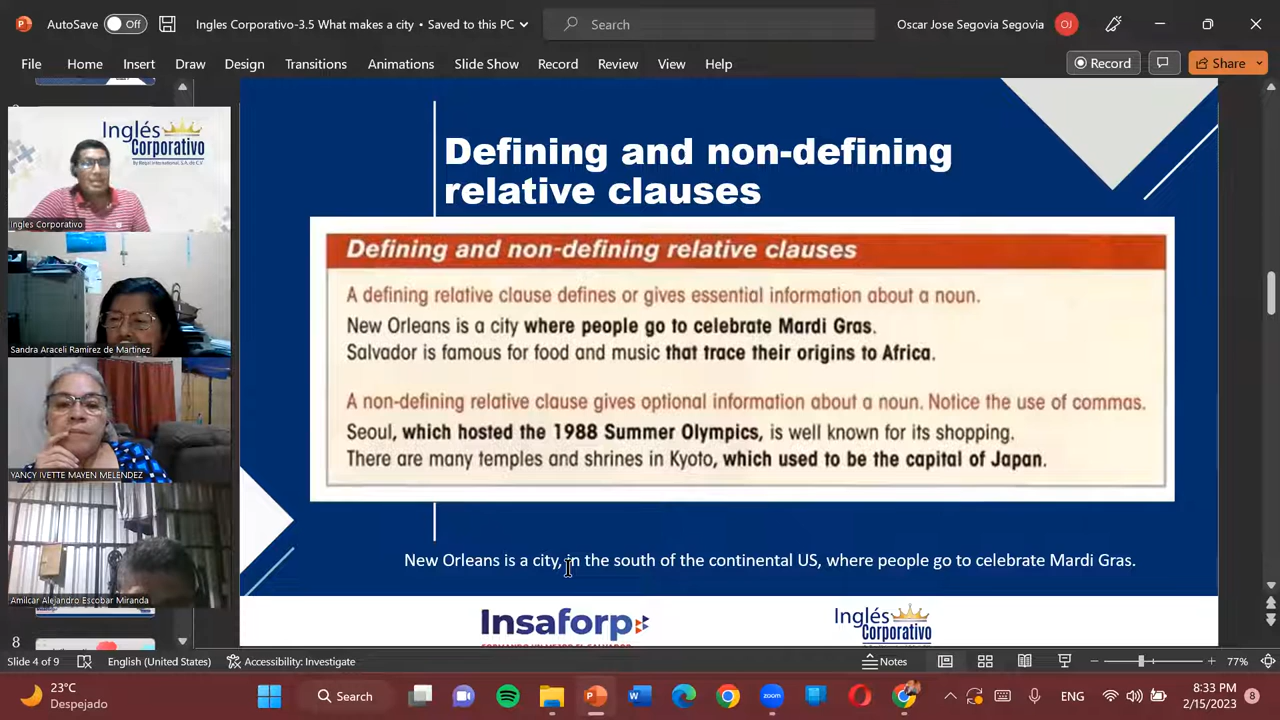 AutoSave Off Ingles Corporativo-3.5 What makes a city • Saved to this PC Search Oscar Jose Segovia Segovia OJ
File Home Insert Draw Design Transitions Animations Slide Show Record Review View Help Record Share
Inglés
Corporativo
Ingles Corporativo
Sandra Araceli Ramirez de Martinez
YANCY IVETTE MAYEN MELENDEZ
Amilcar Alejandro Escobar Miranda
8
Defining and non-defining
relative clauses
Defining and non-defining relative clauses
A defining relative clause defines or gives essential information about a noun.
New Orleans is a city where people go to celebrate Mardi Gras.
Salvador is famous for food and music that trace their origins to Africa.
A non-defining relative clause gives optional information about a noun. Notice the use of commas.
Seoul, which hosted the 1988 Summer Olympics, is well known for its shopping.
There are many temples and shrines in Kyoto, which used to be the capital of Japan.
New Orleans is a city, in the south of the continental US, where people go to celebrate Mardi Gras.
Insaforp
Inglés
Corporativo
Slide 4 of 9 English (United States) Accessibility: Investigate Notes 77%
23°C
Despejado
Search
ENG
8:33 PM
2/15/2023
8